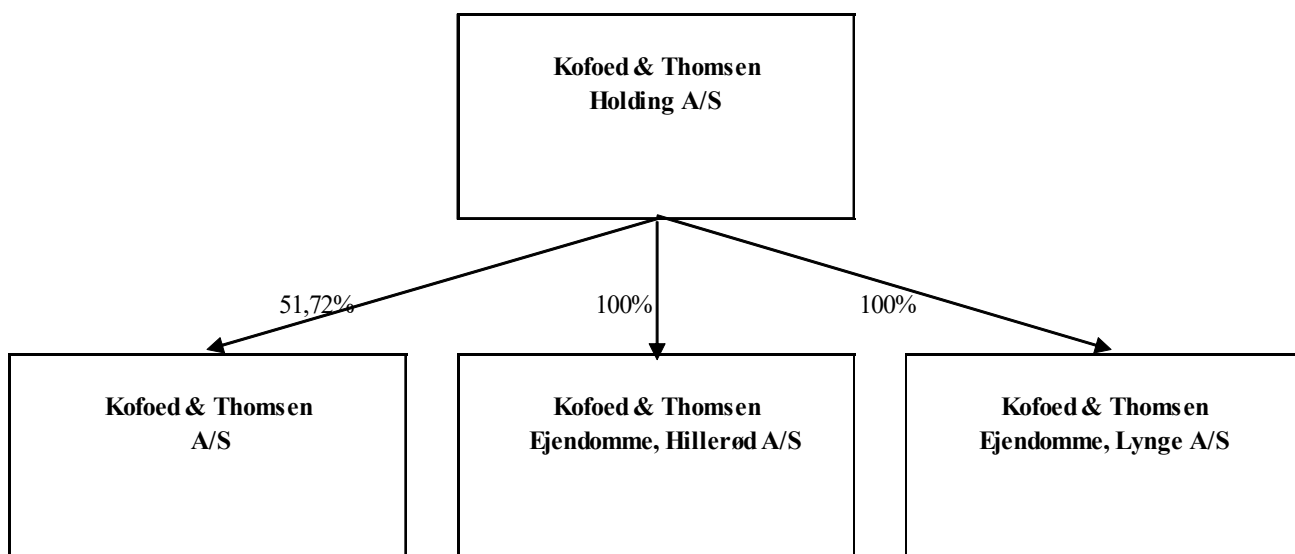 Kofoed & Thomsen
Holding A/S
51,72%
100%
100%
Kofoed & Thomsen
A/S
Kofoed & Thomsen
Ejendomme, Hillerød A/S
Kofoed & Thomsen
Ejendomme, Lynge A/S